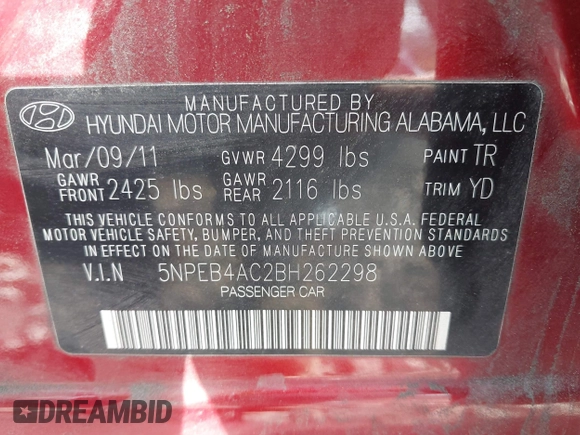 MANUFACTURED BY
HYUNDAI MOTOR MANUFACTURING ALABAMA, LLC
Mar/09/11 GVWR 4299 lbs PAINT TR
GAWR FRONT 2425 lbs GAWR REAR 2116 lbs TRIM YD
THIS VEHICLE CONFORMS TO ALL APPLICABLE U.S.A. FEDERAL
MOTOR VEHICLE SAFETY, BUMPER, AND THEFT PREVENTION STANDARDS
IN EFFECT ON THE DATE OF MANUFACTURE SHOWN ABOVE.
V.I.N 5NPEB4AC2BH262298
PASSENGER CAR
DREAMBID